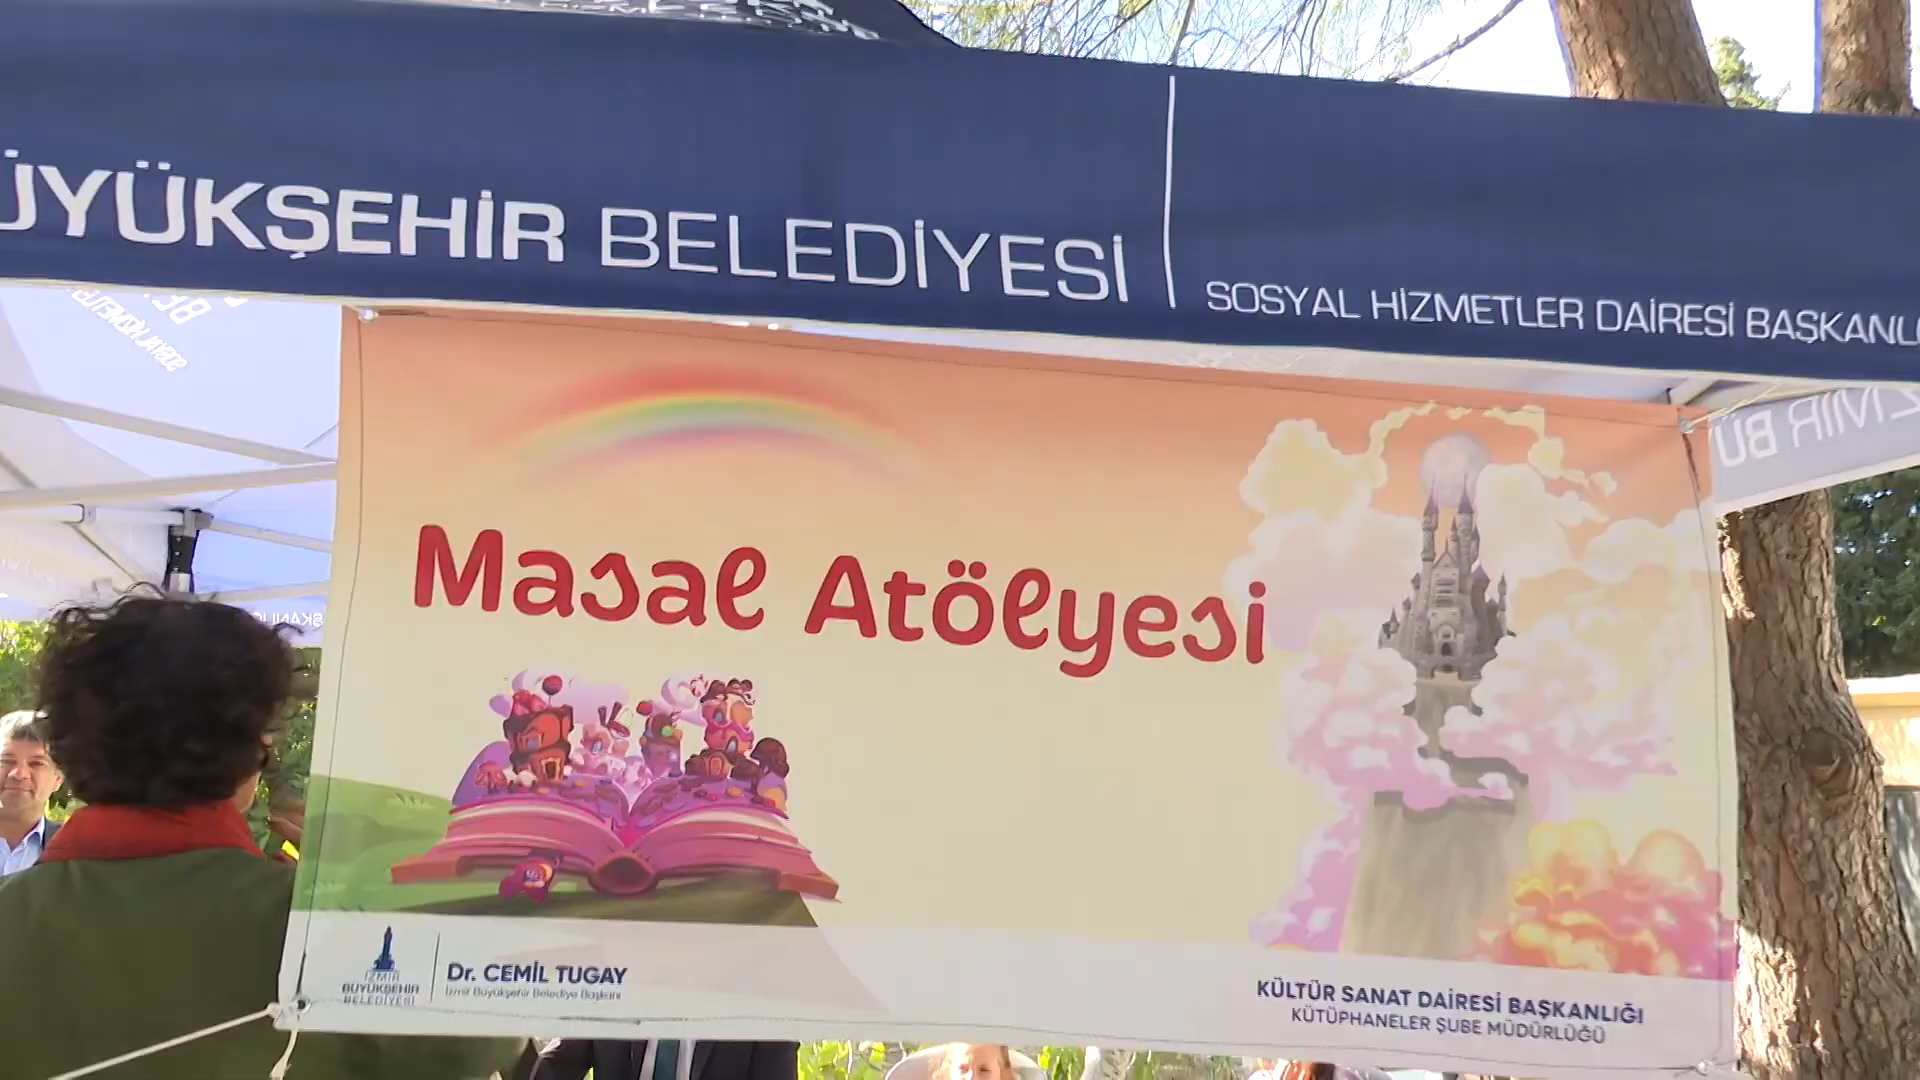 ÜYÜKŞEHİR BELEDİYESİ
SOSYAL HİZMETLER DAİRESİ BAŞKANLI
Masal Atölyesi
İZMİR
BÜYÜKŞEHİR
BELEDİYESİ
Dr. CEMİL TUGAY
İzmir Büyükşehir Belediye Başkanı
KÜLTÜR SANAT DAİRESİ BAŞKANLIĞI
KÜTÜPHANELER ŞUBE MÜDÜRLÜĞÜ